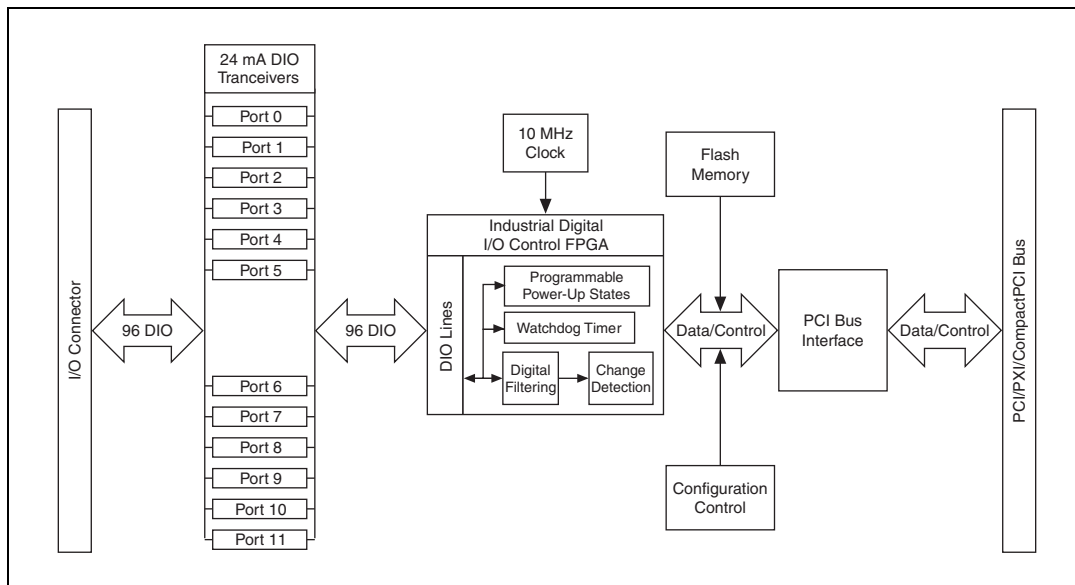 24 mA DIO
Tranceivers
Port 0
Port 1
Port 2
Port 3
Port 4
Port 5
Port 6
Port 7
Port 8
Port 9
Port 10
Port 11
I/O Connector
96 DIO
96 DIO
10 MHz
Clock
Industrial Digital
I/O Control FPGA
DIO Lines
Programmable
Power-Up States
Watchdog Timer
Digital
Filtering
Change
Detection
Flash
Memory
Data/Control
Configuration
Control
PCI Bus
Interface
Data/Control
PCI/PXI/CompactPCI Bus